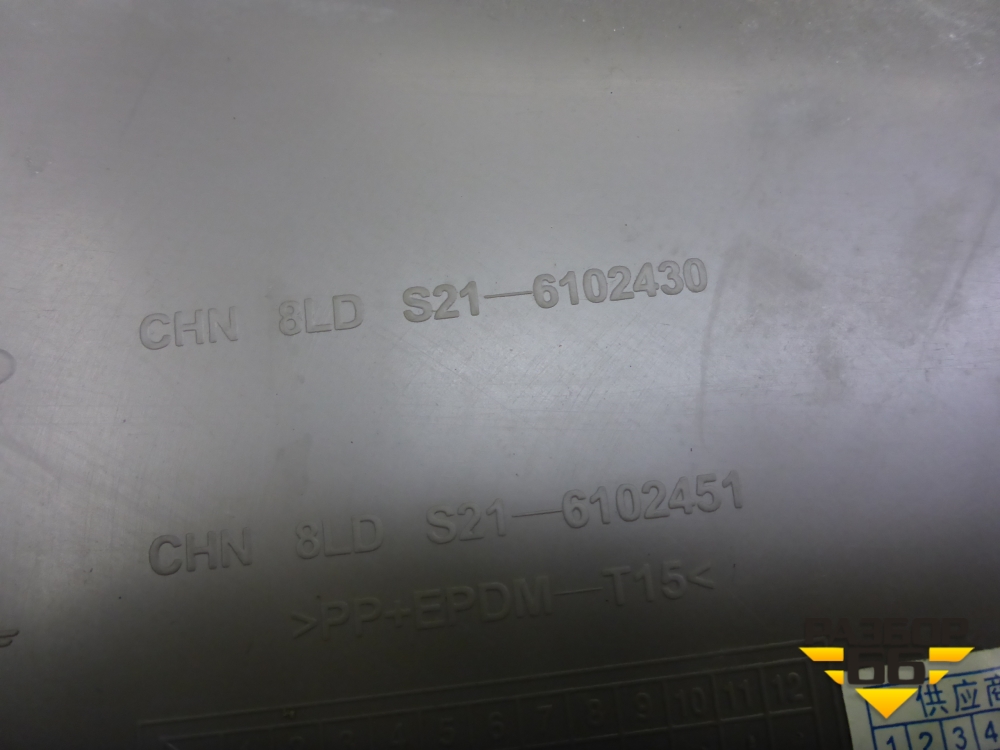 CHN 8LD S21—6102430
CHN 8LD S21—6102451
>PP+EPDM—T15<
1 2 3 4 5 6 7 8 9 10 11 12
66
供应商
1 2 3 4